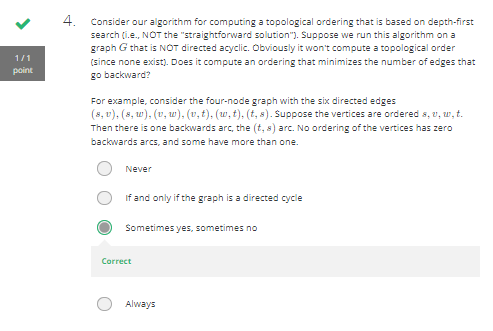 4. Consider our algorithm for computing a topological ordering that is based on depth-first
search (i.e., NOT the "straightforward solution"). Suppose we run this algorithm on a
graph G that is NOT directed acyclic. Obviously it won't compute a topological order
(since none exist). Does it compute an ordering that minimizes the number of edges that
go backward?
1 / 1
point
For example, consider the four-node graph with the six directed edges
(s, v), (s, w), (v, w), (v, t), (w, t), (t, s). Suppose the vertices are ordered s, v, w, t.
Then there is one backwards arc, the (t, s) arc. No ordering of the vertices has zero
backwards arcs, and some have more than one.
Never
If and only if the graph is a directed cycle
Sometimes yes, sometimes no
Correct
Always